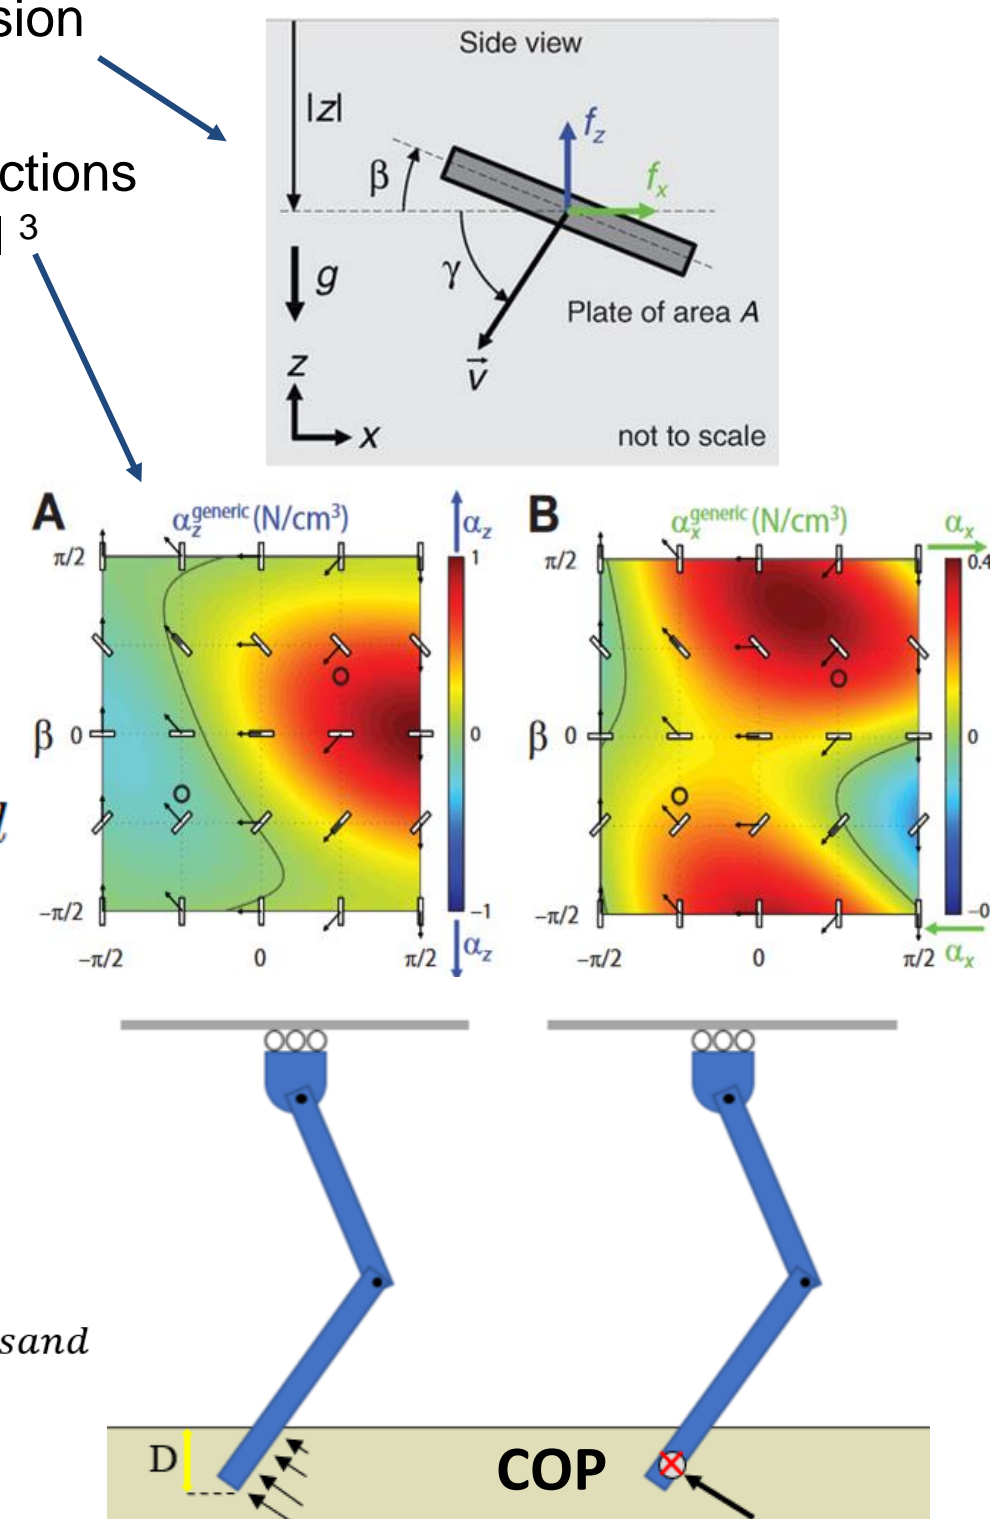 sion
Side view
|z|
f_z
β
f_x
ctions
3
γ
g
Plate of area A
v
z
x
not to scale
A
α_z^generic (N/cm³)
α_z
B
α_x^generic (N/cm³)
α_x
π/2
1
π/2
0.4
β 0
0
β 0
0
−π/2
−1
−π/2
−0
−π/2 0 π/2 α_z
−π/2 0 π/2 α_x
sand
D
COP